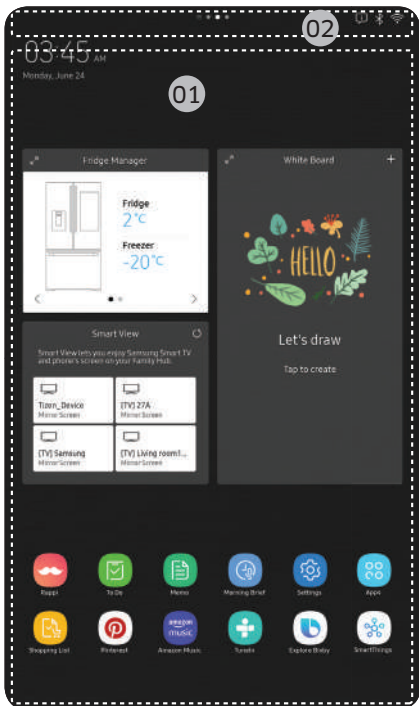 02
03:45 AM
Monday, June 24
01
Fridge Manager
Fridge
2°C
Freezer
-20°C
White Board +
HELLO
Let's draw
Tap to create
Smart View
Smart View lets you enjoy Samsung Smart TV
and phone's screen on your Family Hub.
Tizen_Device
Mirror Screen
[TV] 27A
Mirror Screen
[TV] Samsung
Mirror Screen
[TV] Living room1...
Mirror Screen
Rappi To Do Memo Morning Brief Settings Apps
amazon
music
Shopping List Pinterest Amazon Music TuneIn Explore Bixby SmartThings